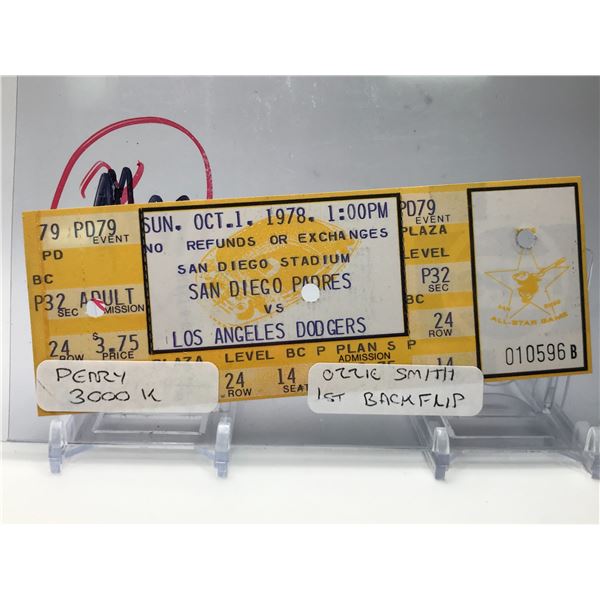 79 PD79
EVENT
PD
BC
P32 ADULT
SEC ADMISSION
$3.75
24
ROW PRICE
SUN. OCT.1. 1978. 1:00PM
NO REFUNDS OR EXCHANGES
SAN DIEGO STADIUM
SAN DIEGO PADRES
VS
LOS ANGELES DODGERS
PLAZA LEVEL BC P PLAN S P
ADMISSION
24 14
ROW SEAT
PD79
EVENT
PLAZA
LEVEL
P32
SEC
24
ROW
14
ALL-STAR GAME
010596B
PERRY
3000 K
OZZIE SMITH
1ST BACKFLIP